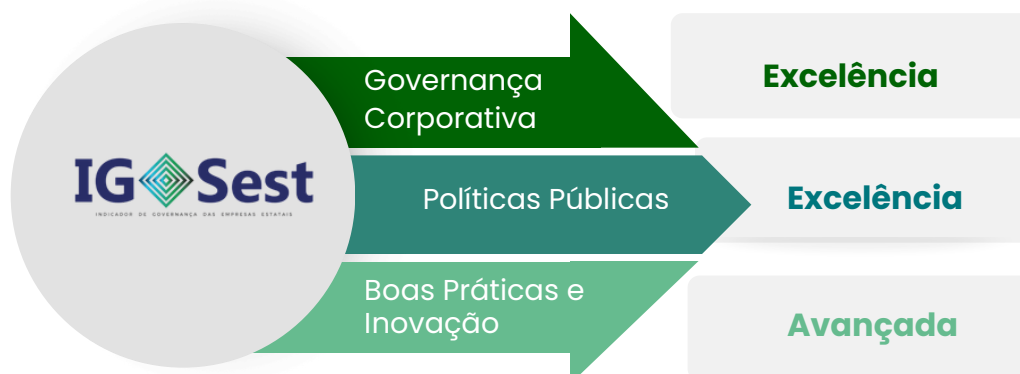 IG Sest
INDICADOR DE GOVERNANÇA DAS EMPRESAS ESTATAIS
Governança
Corporativa
Excelência
Políticas Públicas
Excelência
Boas Práticas e
Inovação
Avançada